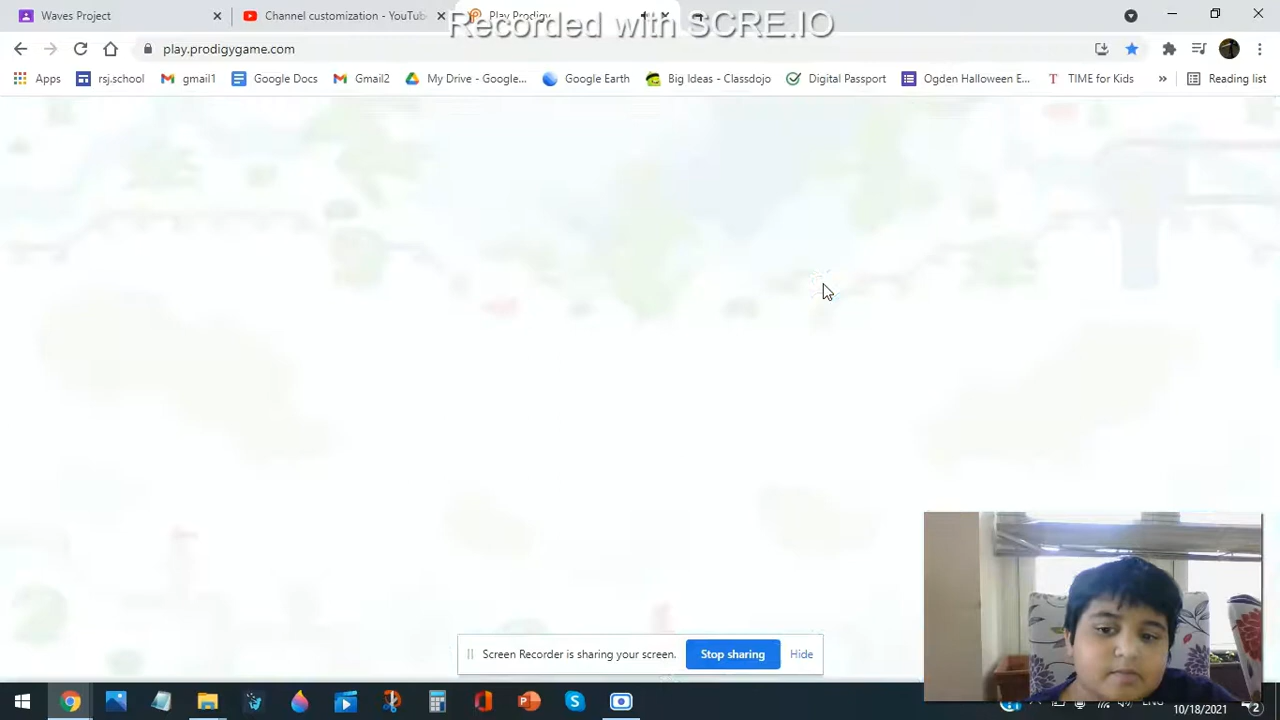 Waves Project
Channel customization - YouTub
Play Prodigy
Recorded with SCRE.IO
play.prodigygame.com
Apps
rsj.school
gmail1
Google Docs
Gmail2
My Drive - Google...
Google Earth
Big Ideas - Classdojo
Digital Passport
Ogden Halloween E...
TIME for Kids
Reading list
Screen Recorder is sharing your screen.
Stop sharing
Hide
10/18/2021
2